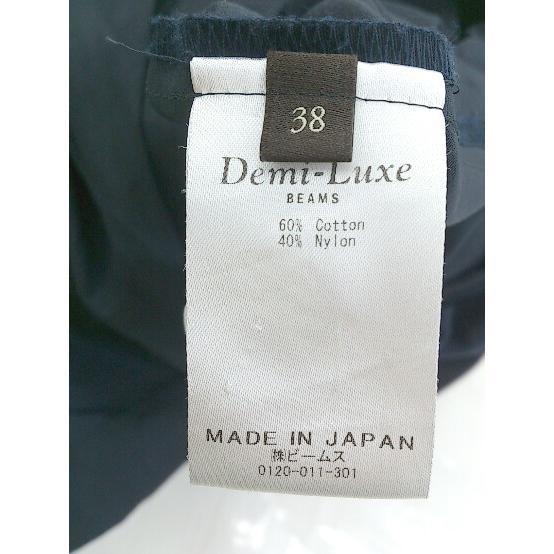 38
Demi-Luxe
BEAMS
60% Cotton
40% Nylon
MADE IN JAPAN
㈱ビームス
0120-011-301